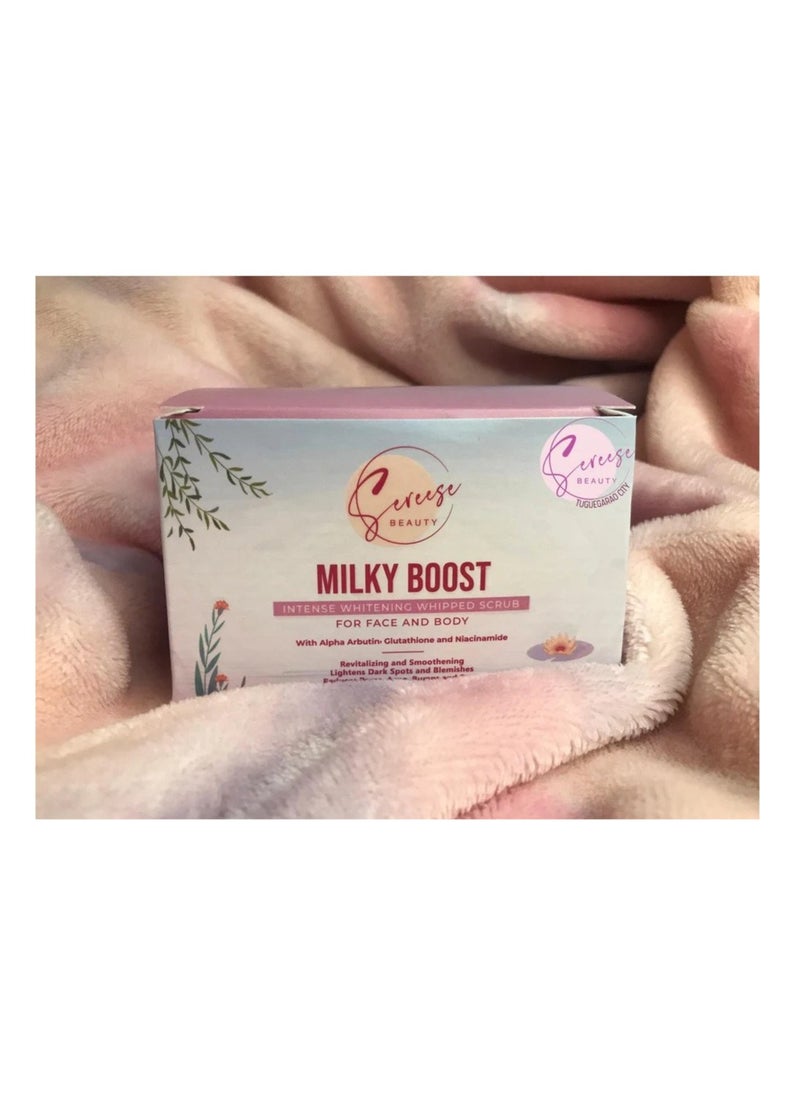 Sereese
BEAUTY
Sereese
BEAUTY
TUGUEGARAO CITY
MILKY BOOST
INTENSE WHITENING WHIPPED SCRUB
FOR FACE AND BODY
With Alpha Arbutin• Glutathione and Niacinamide
Revitalizing and Smoothening
Lightens Dark Spots and Blemishes